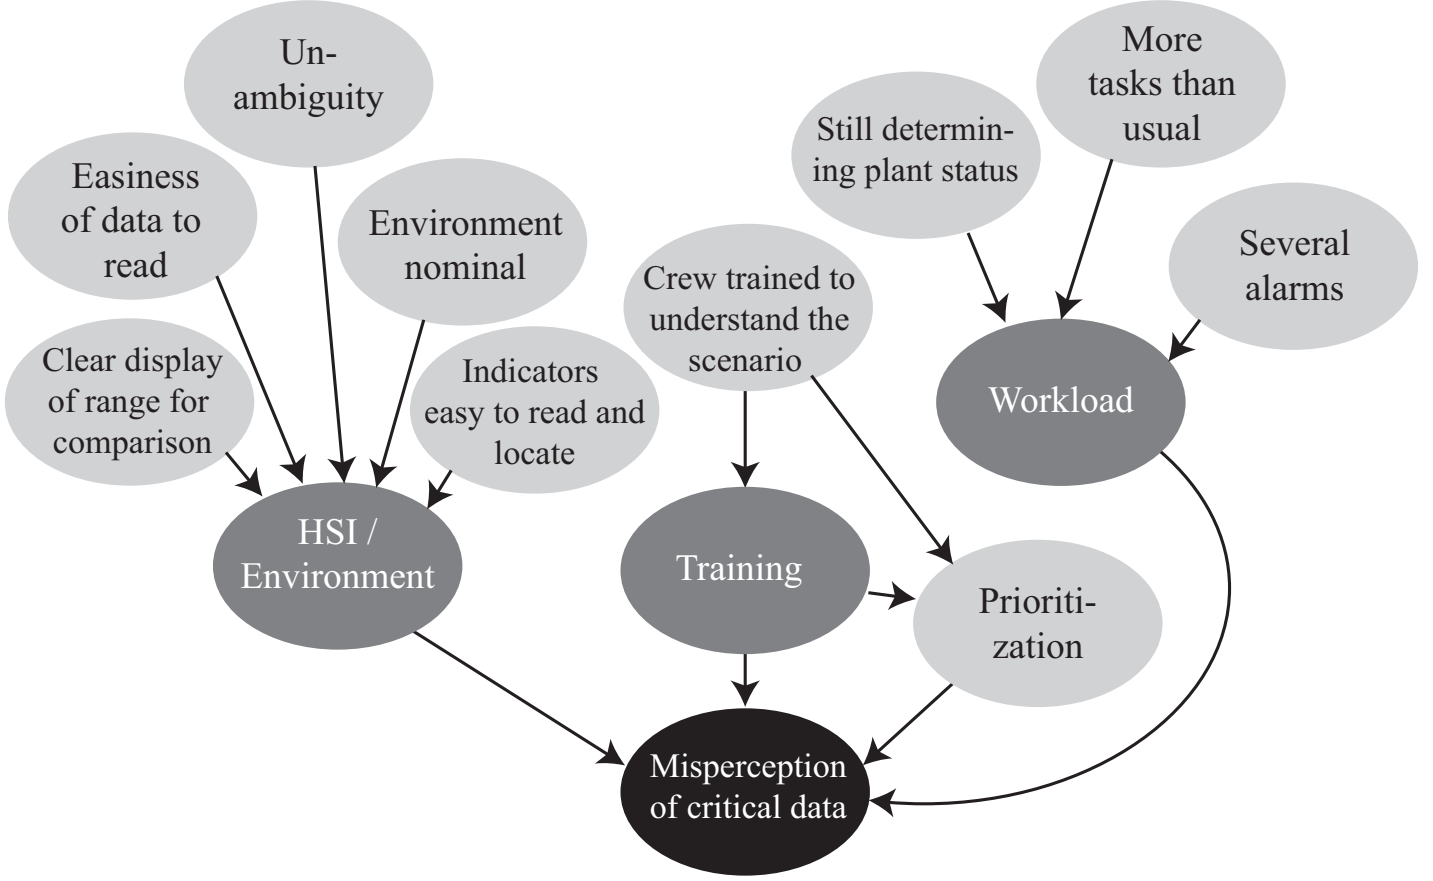 Un-
ambiguity
More
tasks than
usual
Still determin-
ing plant status
Easiness
of data to
read
Environment
nominal
Several
alarms
Crew trained to
understand the
scenario
Clear display
of range for
comparison
Indicators
easy to read and
locate
Workload
HSI /
Environment
Training
Prioriti-
zation
Misperception
of critical data